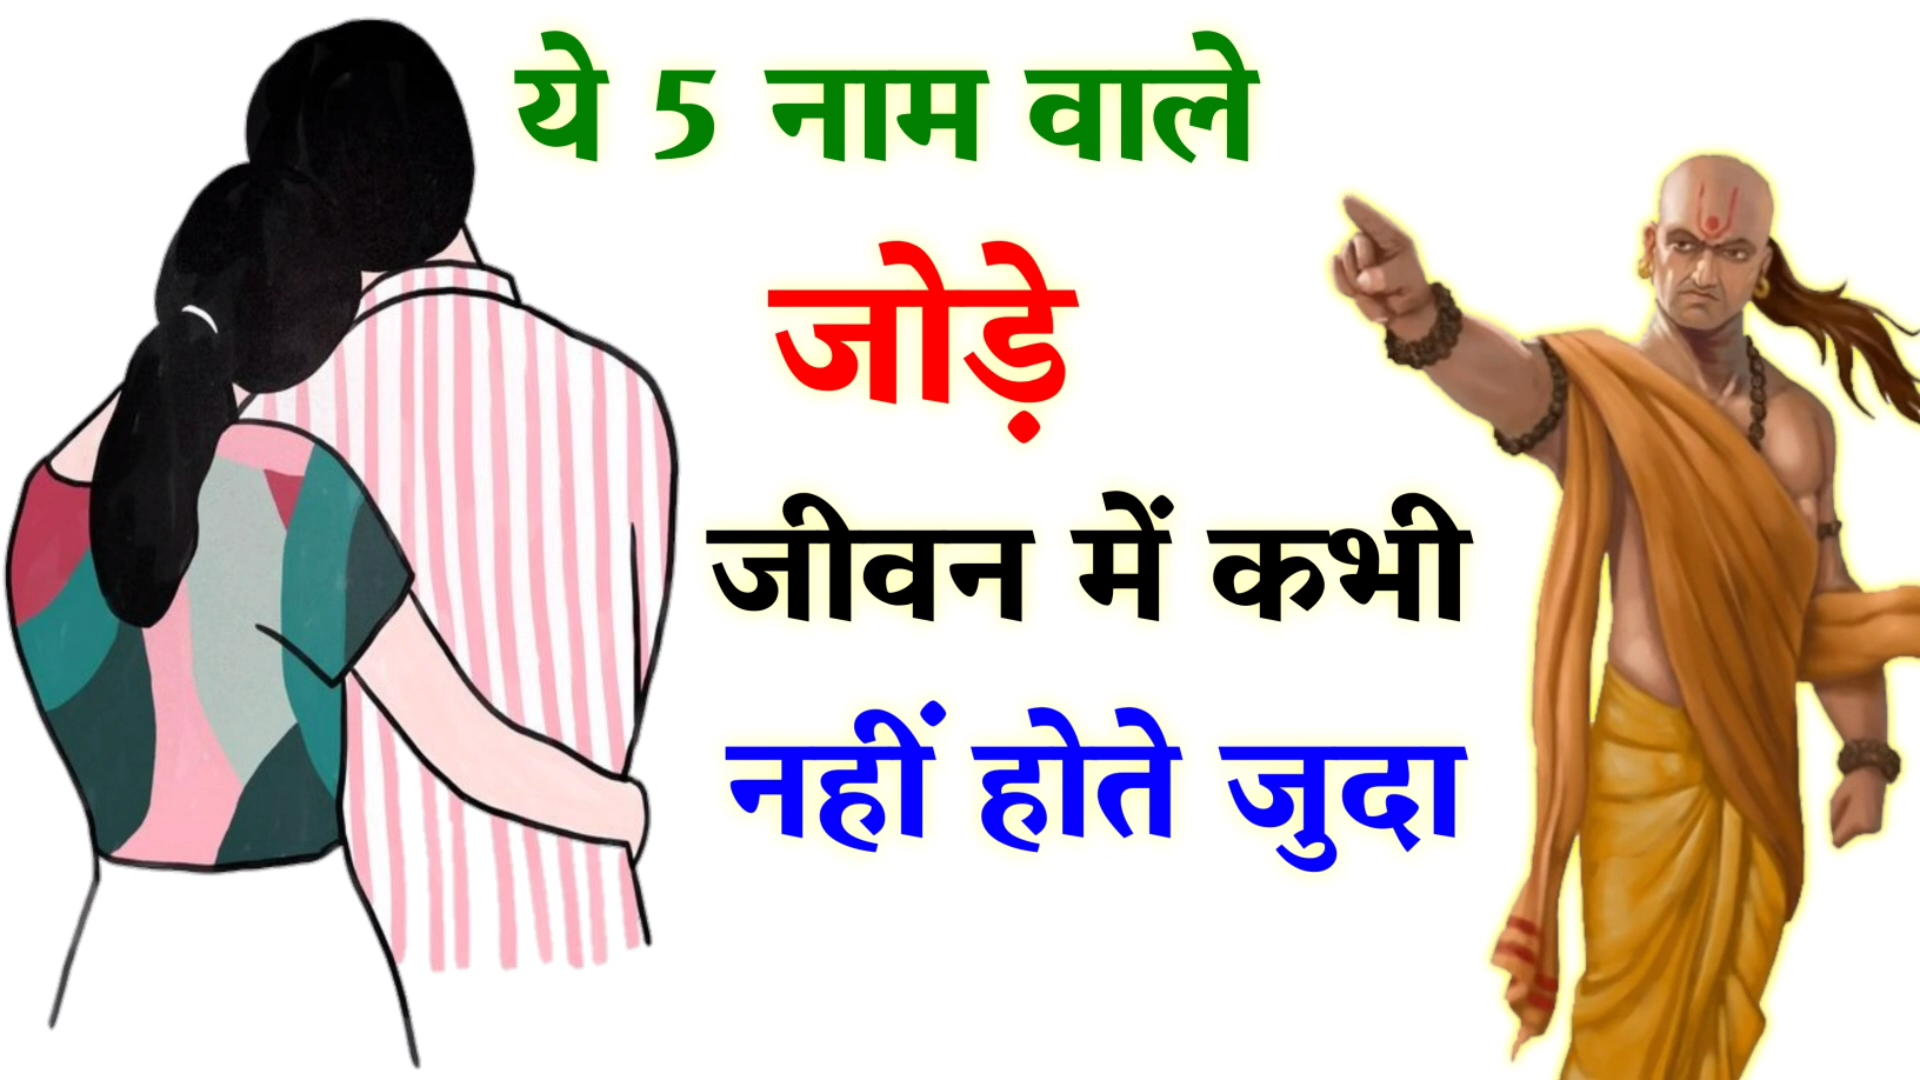 ये 5 नाम वाले
जोड़े
जीवन में कभी
नहीं होते जुदा